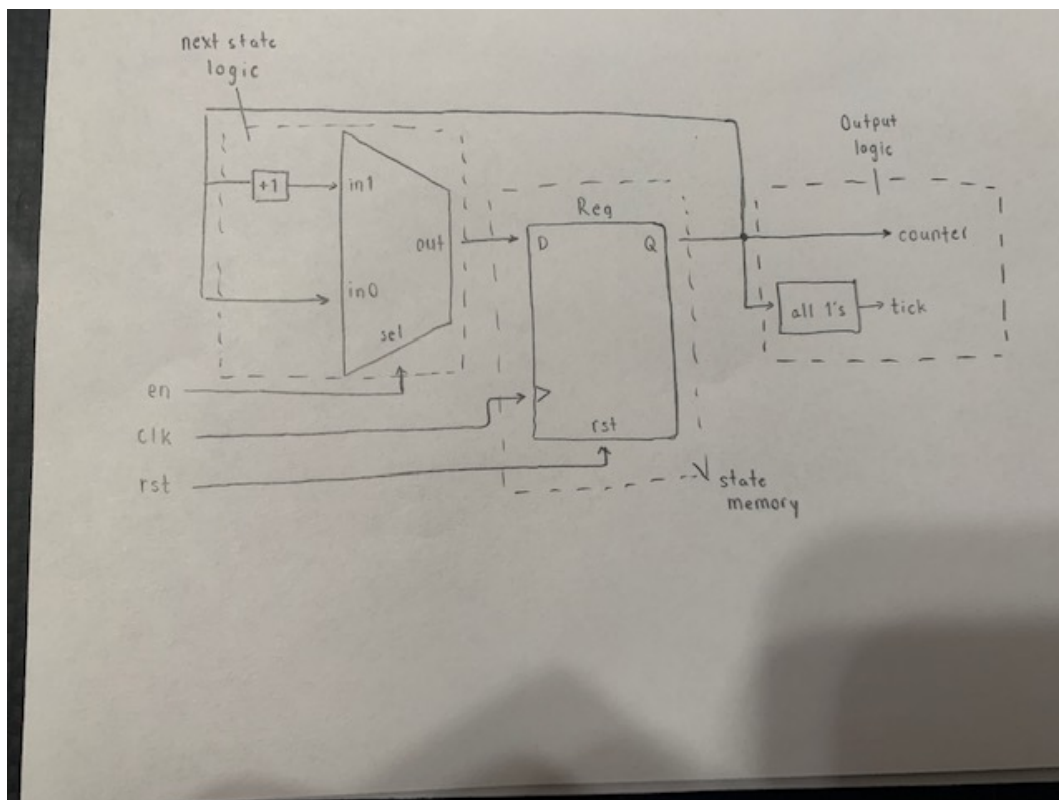 next state
logic
Output
logic
+1
in1
Reg
out
D
Q
counter
in0
all 1's
tick
sel
en
clk
rst
rst
state
memory